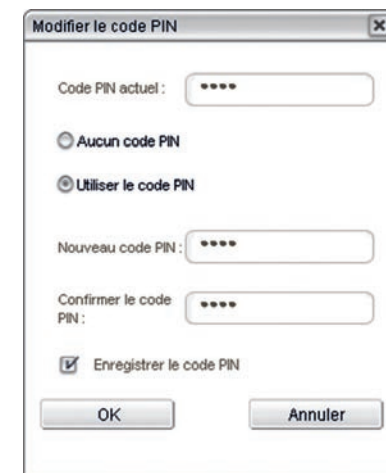 Modifier le code PIN
Code PIN actuel : ****
Aucun code PIN
Utiliser le code PIN
Nouveau code PIN : ****
Confirmer le code
PIN : ****
Enregistrer le code PIN
OK Annuler